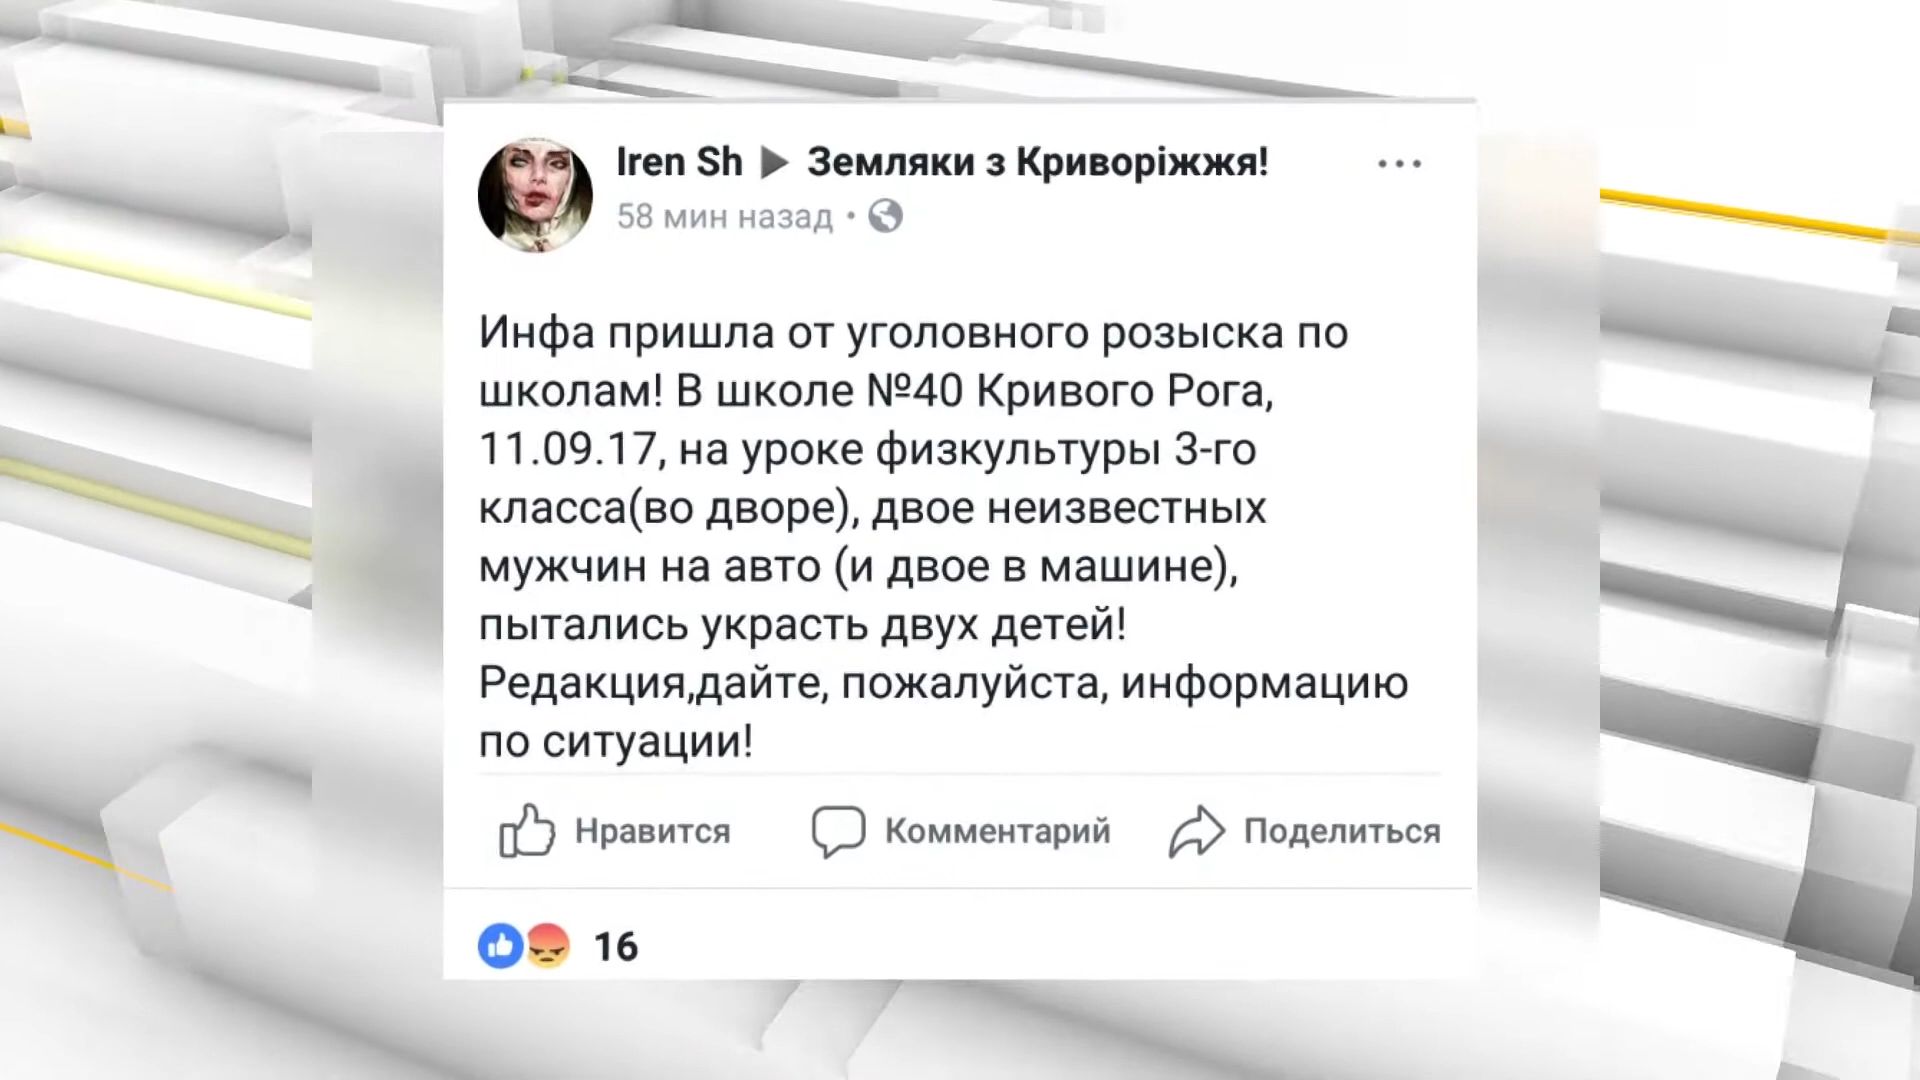 Iren Sh ▶ Земляки з Криворіжжя!
58 мин назад ·
Инфа пришла от уголовного розыска по
школам! В школе №40 Кривого Рога,
11.09.17, на уроке физкультуры 3-го
класса(во дворе), двое неизвестных
мужчин на авто (и двое в машине),
пытались украсть двух детей!
Редакция,дайте, пожалуйста, информацию
по ситуации!
Нравится Комментарий Поделиться
16